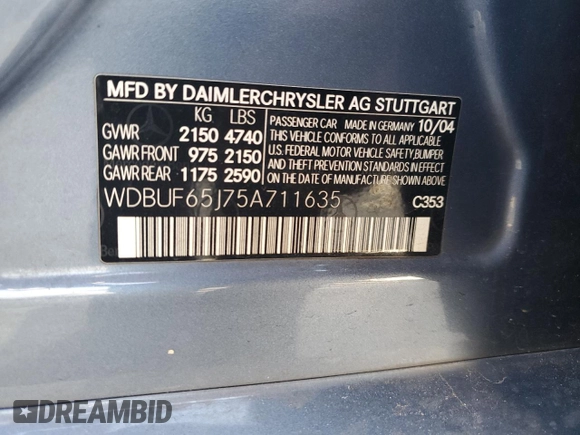 MFD BY DAIMLERCHRYSLER AG STUTTGART
KG LBS
GVWR 2150 4740
GAWR FRONT 975 2150
GAWR REAR 1175 2590
PASSENGER CAR MADE IN GERMANY 10/04
THIS VEHICLE CONFORMS TO ALL APPLICABLE
U.S. FEDERAL MOTOR VEHICLE SAFETY, BUMPER
AND THEFT PREVENTION STANDARDS IN EFFECT ON
THE DATE OF MANUFACTURE SHOWN ABOVE.
WDBUF65J75A711635 C353
DREAMBID